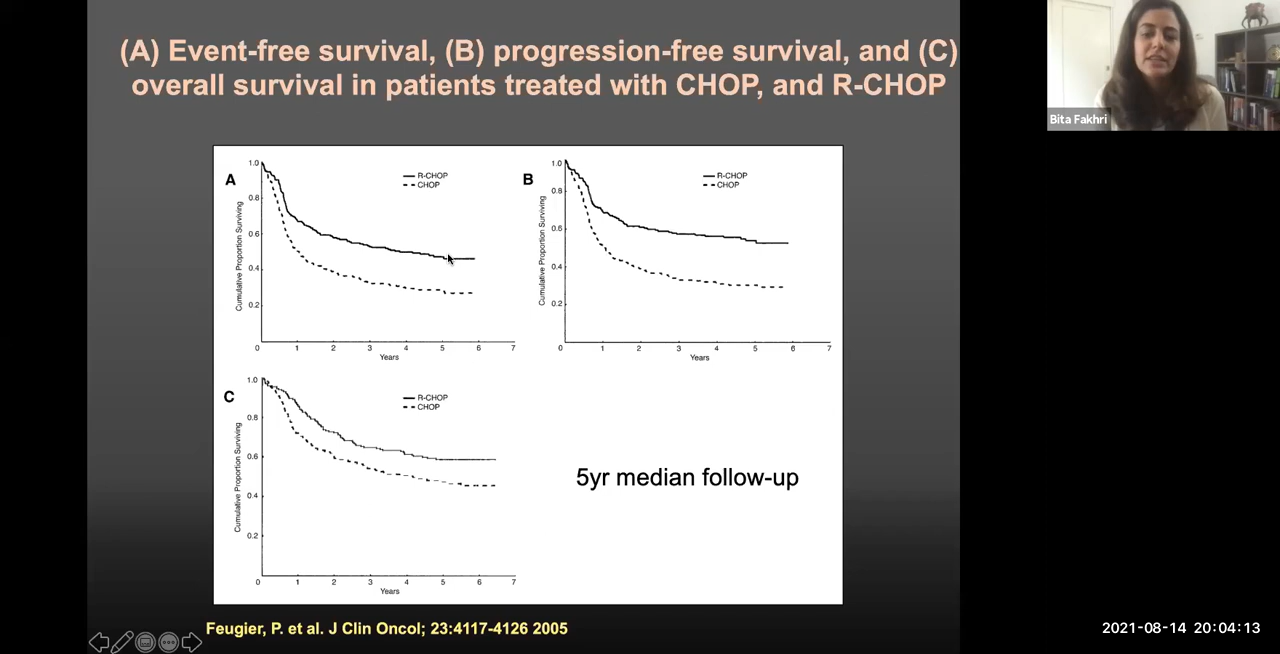 (A) Event-free survival, (B) progression-free survival, and (C)
overall survival in patients treated with CHOP, and R-CHOP
Bita Fakhri
A
Cumulative Proportion Surviving
1.0
0.8
0.6
0.4
0.2
0
1
2
3
4
5
6
7
Years
R-CHOP
CHOP
B
Cumulative Proportion Surviving
1.0
0.8
0.6
0.4
0.2
0
1
2
3
4
5
6
7
Years
R-CHOP
CHOP
C
Cumulative Proportion Surviving
1.0
0.8
0.6
0.4
0.2
0
1
2
3
4
5
6
7
Years
R-CHOP
CHOP
5yr median follow-up
Feugier, P. et al. J Clin Oncol; 23:4117-4126 2005
2021-08-14 20:04:13